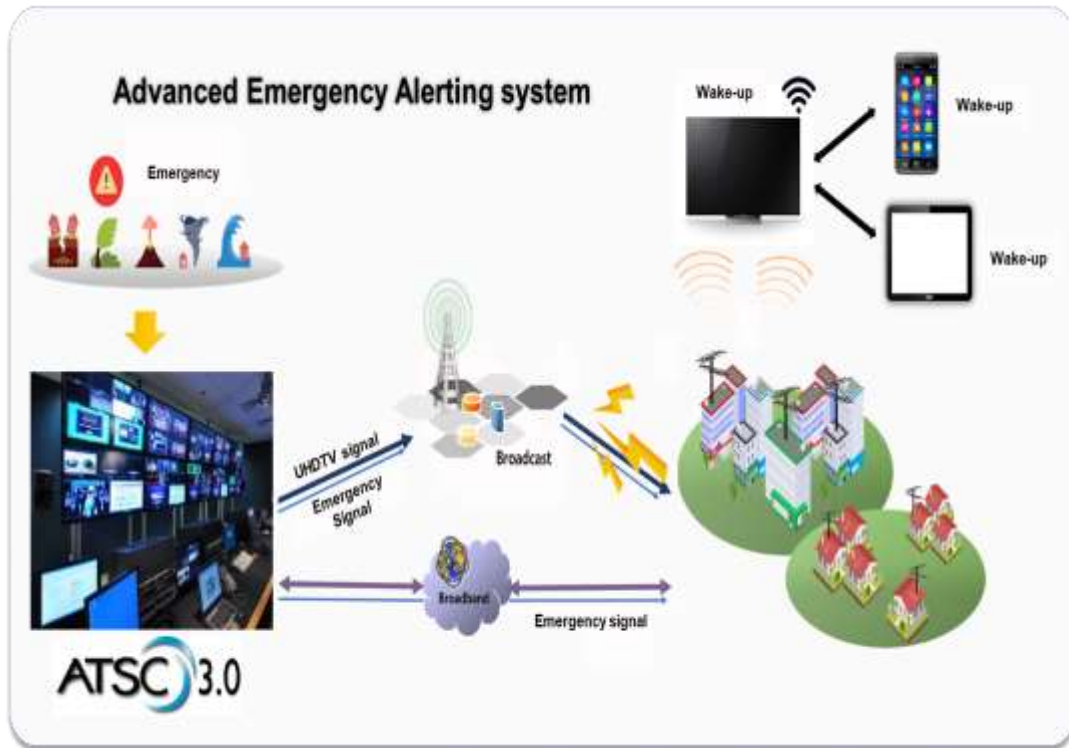 Advanced Emergency Alerting system
Wake-up
Wake-up
Emergency
Wake-up
UHDTV signal
Emergency
Signal
Broadcast
Broadband
Emergency signal
ATSC 3.0